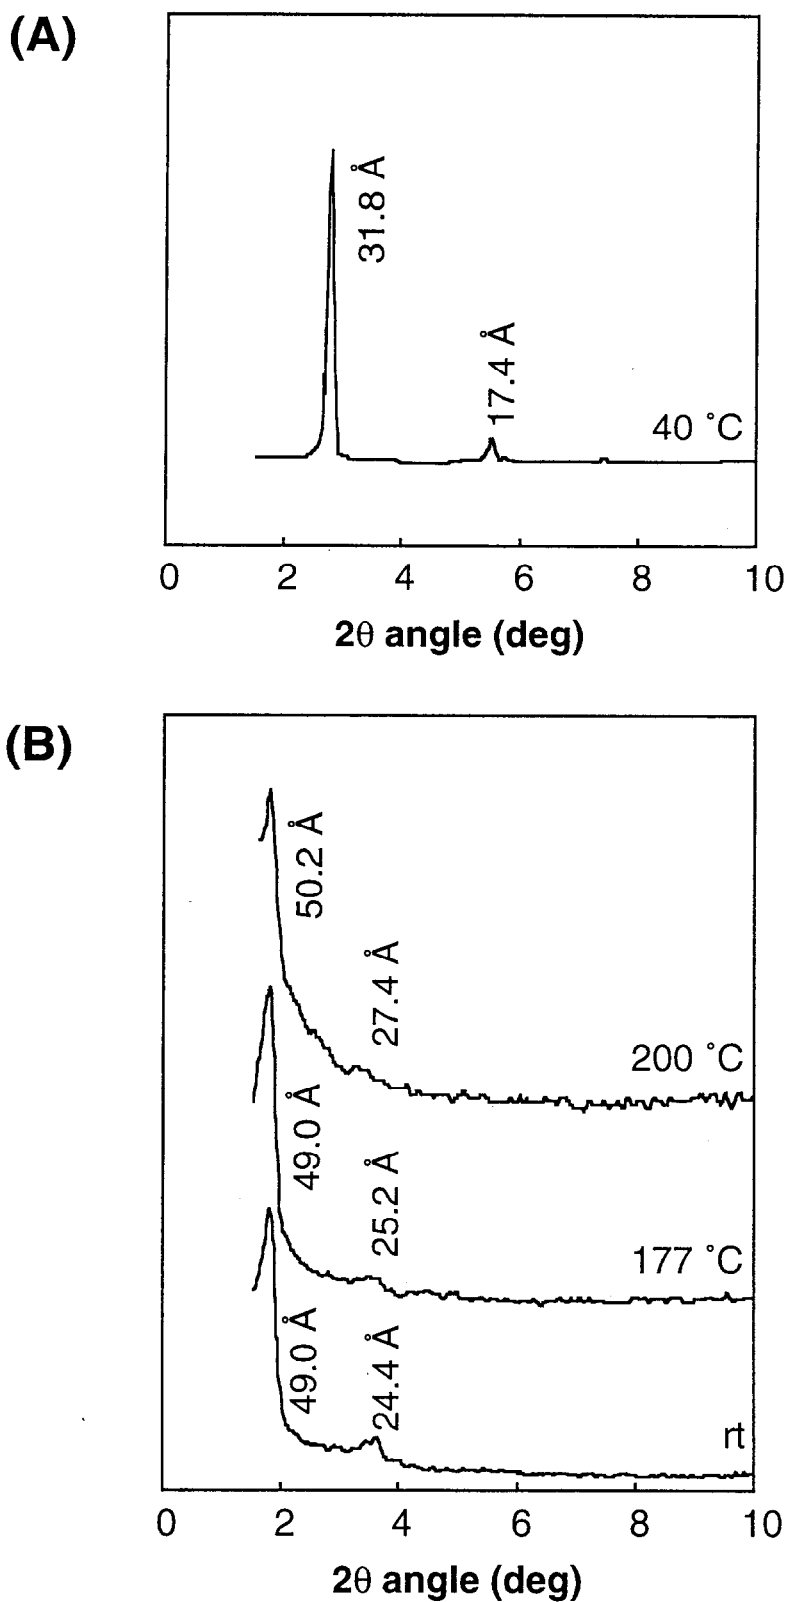 (A)
31.8 Å
17.4 Å
40 °C
0 2 4 6 8 10
2θ angle (deg)
(B)
50.2 Å
27.4 Å
200 °C
49.0 Å
25.2 Å
177 °C
49.0 Å
24.4 Å
rt
0 2 4 6 8 10
2θ angle (deg)